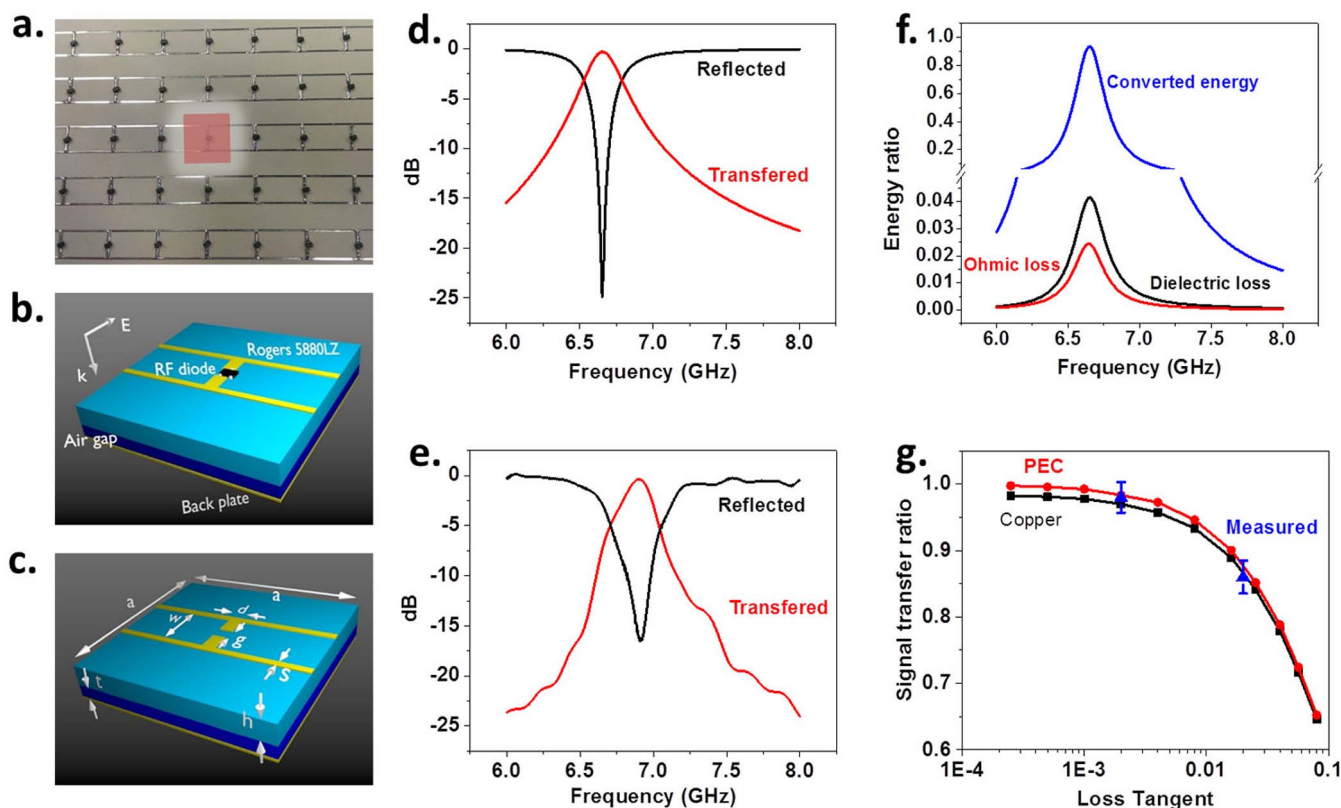 a.
b.
E
k
Rogers 5880LZ
RF diode
Air gap
Back plate
c.
a
a
w
d
g
S
t
h
d.
0
-5
-10
-15
-20
-25
dB
Reflected
Transfered
6.0 6.5 7.0 7.5 8.0
Frequency (GHz)
e.
0
-5
-10
-15
-20
-25
dB
Reflected
Transfered
6.0 6.5 7.0 7.5 8.0
Frequency (GHz)
f.
1.0
0.8
0.6
0.4
0.2
0.04
0.03
0.02
0.01
0.00
Energy ratio
Converted energy
Ohmic loss
Dielectric loss
6.0 6.5 7.0 7.5 8.0
Frequency (GHz)
g.
1.0
0.9
0.8
0.7
0.6
Signal transfer ratio
PEC
Copper
Measured
1E-4 1E-3 0.01 0.1
Loss Tangent